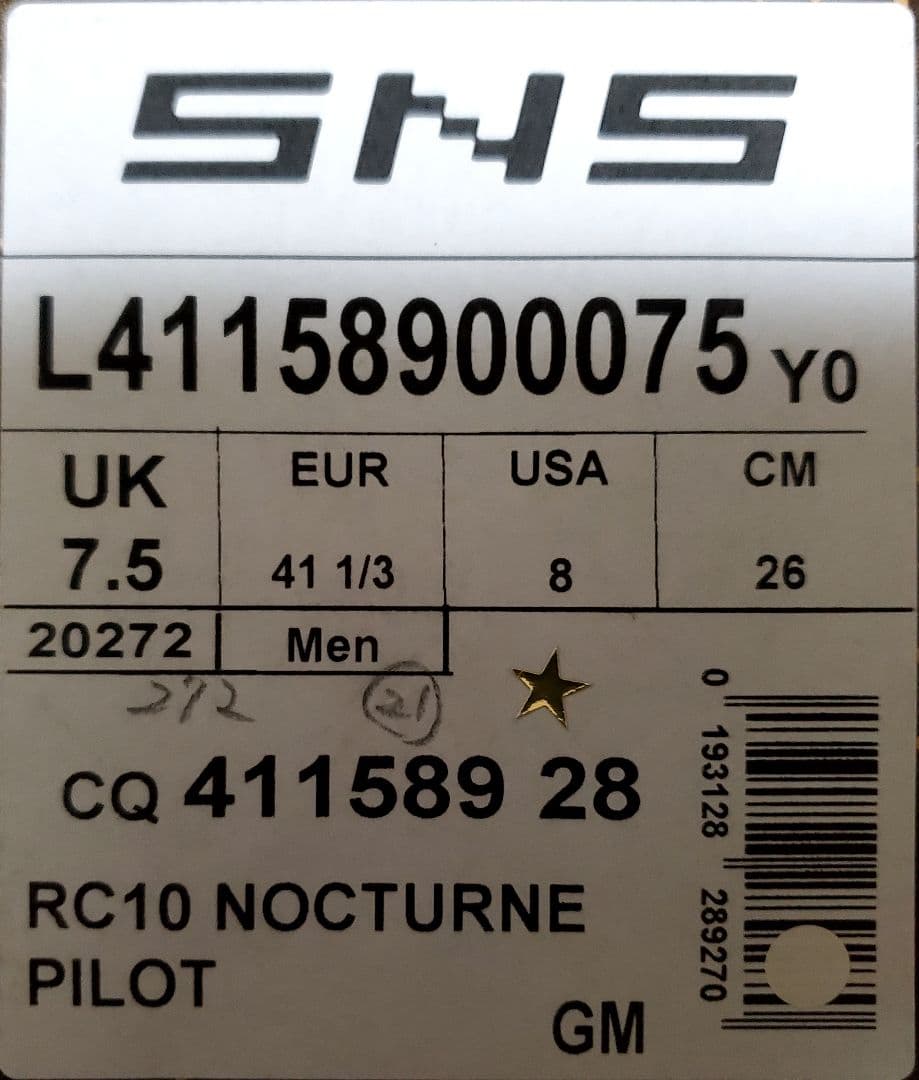 SNS
L41158900075 Y0
UK EUR USA CM
7.5 41 1/3 8 26
20272 Men
272 21
CQ 411589 28
RC10 NOCTURNE
PILOT
GM
0 193128 289270